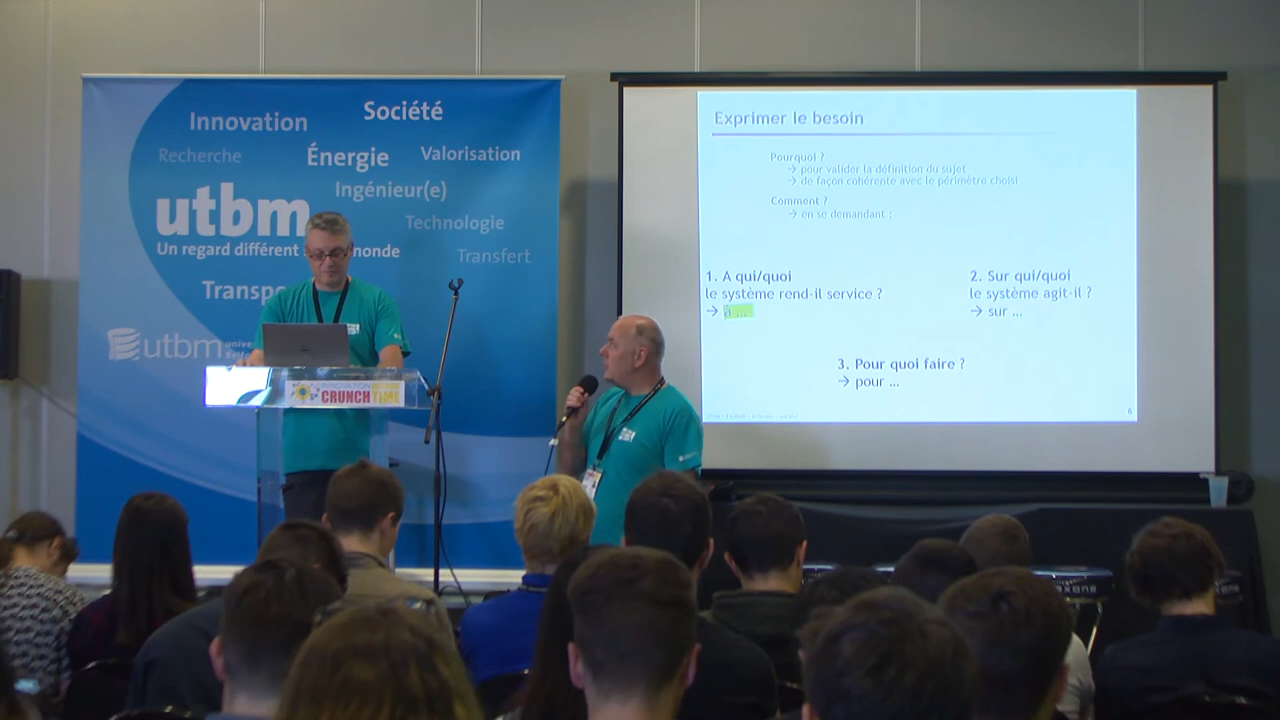 Innovation
Société
Recherche
Énergie
Valorisation
Ingénieur(e)
utbm
Technologie
Un regard différent
monde
Transfert
Transpo
utbm
unive
INNOVATION
CRUNCH TIME
Exprimer le besoin
Pourquoi ?
→ pour valider la définition du sujet
→ de façon cohérente avec le périmètre choisi
Comment ?
→ en se demandant :
1. A qui/quoi
le système rend-il service ?
→ à ...
2. Sur qui/quoi
le système agit-il ?
→ sur ...
3. Pour quoi faire ?
→ pour ...
6